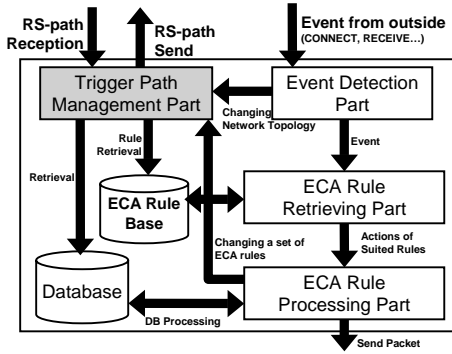 RS-path
Reception
RS-path
Send
Event from outside
(CONNECT, RECEIVE...)
Trigger Path
Management Part
Event Detection
Part
Changing
Network Topology
Rule
Retrieval
Event
Retrieval
ECA Rule
Base
ECA Rule
Retrieving Part
Changing a set of
ECA rules
Actions of
Suited Rules
Database
ECA Rule
Processing Part
DB Processing
Send Packet